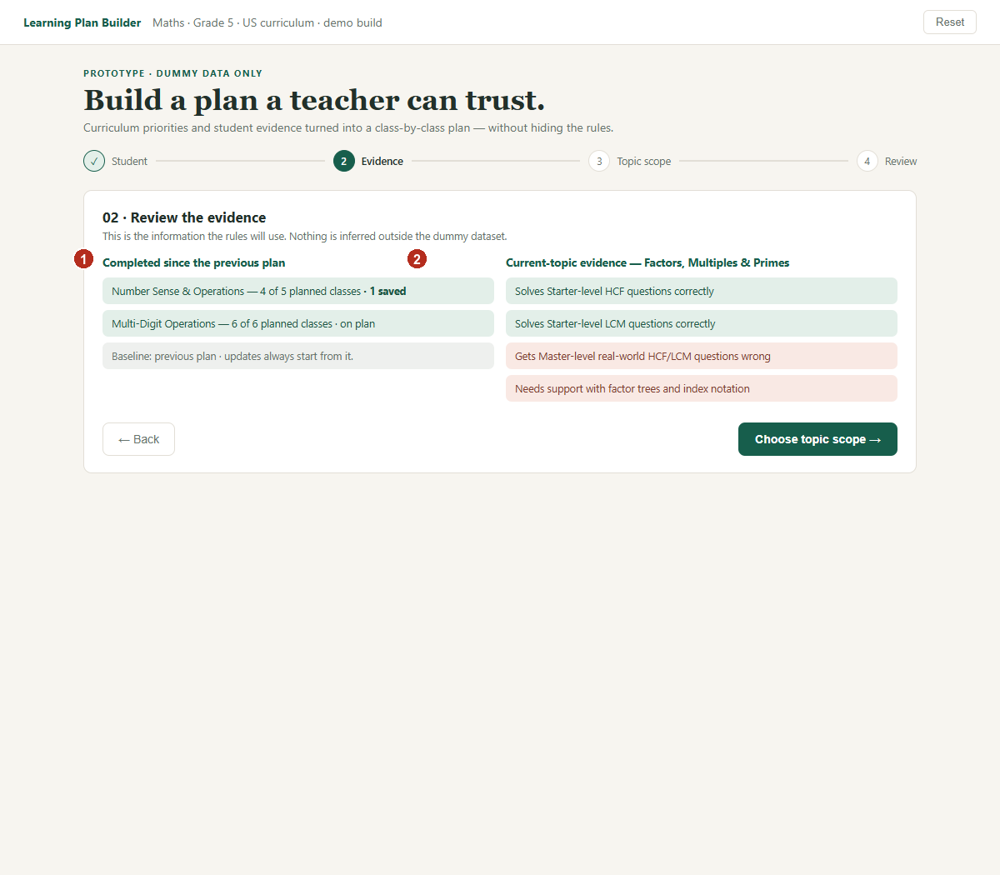 Learning Plan Builder Maths · Grade 5 · US curriculum · demo build Reset
PROTOTYPE · DUMMY DATA ONLY
Build a plan a teacher can trust.
Curriculum priorities and student evidence turned into a class-by-class plan — without hiding the rules.
✓ Student 2 Evidence 3 Topic scope 4 Review
02 · Review the evidence
This is the information the rules will use. Nothing is inferred outside the dummy dataset.
1 Completed since the previous plan
Number Sense & Operations — 4 of 5 planned classes · 1 saved
Multi-Digit Operations — 6 of 6 planned classes · on plan
Baseline: previous plan · updates always start from it.
2 Current-topic evidence — Factors, Multiples & Primes
Solves Starter-level HCF questions correctly
Solves Starter-level LCM questions correctly
Gets Master-level real-world HCF/LCM questions wrong
Needs support with factor trees and index notation
← Back
Choose topic scope →